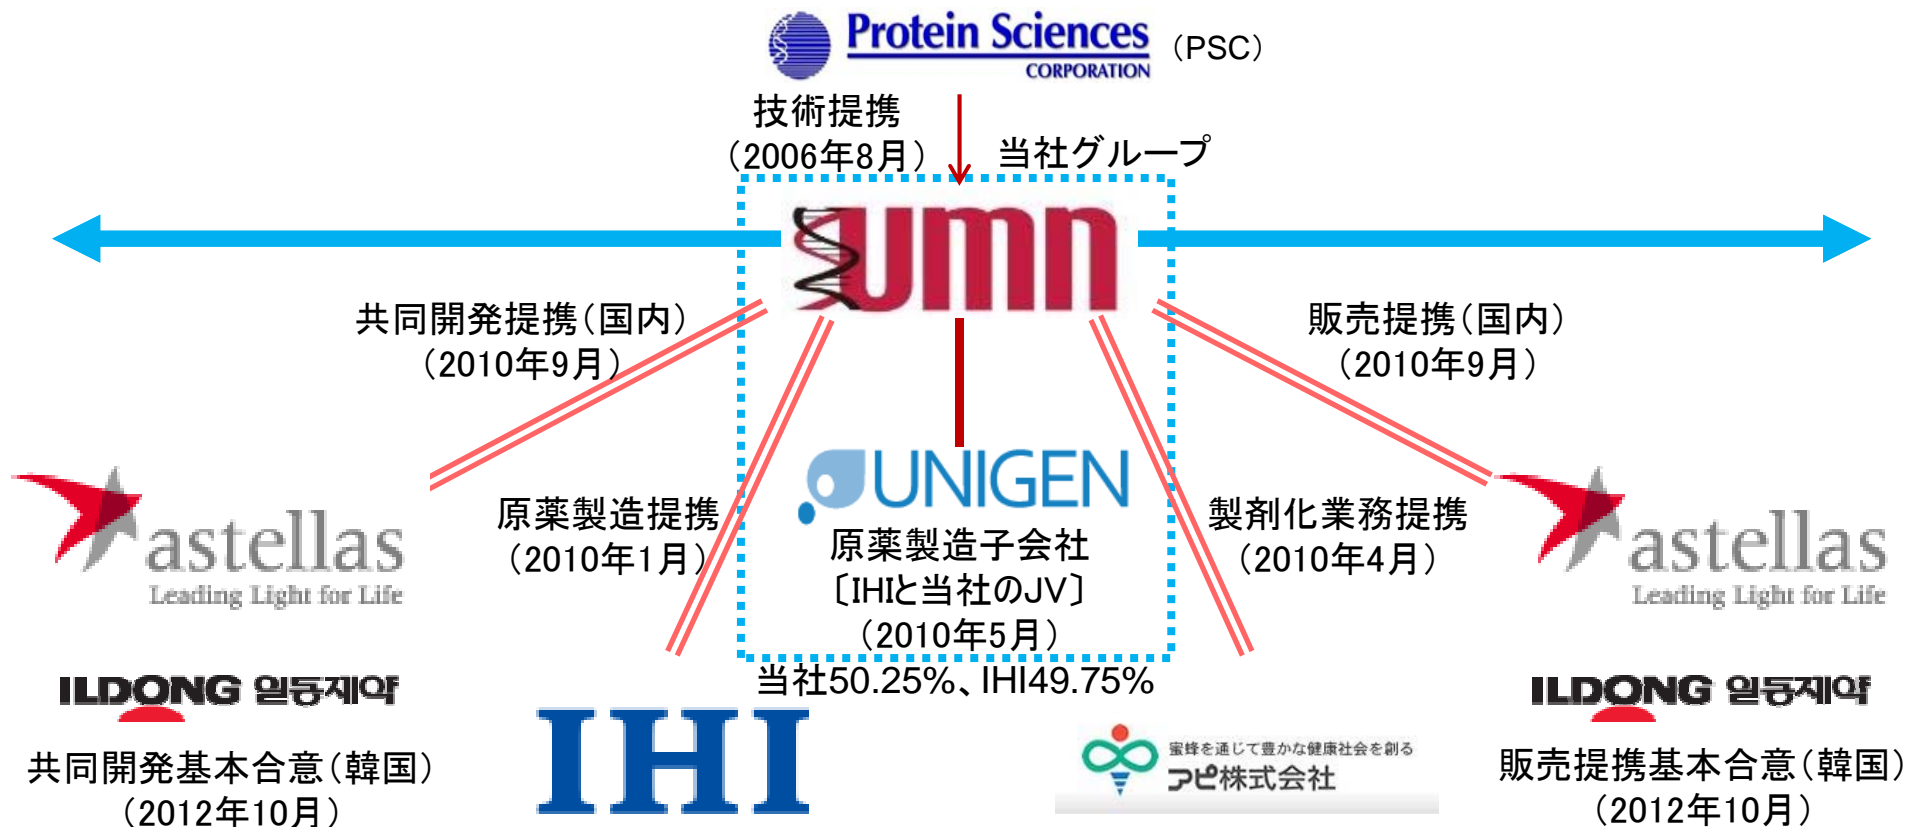 Protein Sciences
CORPORATION
（PSC）
技術提携
（2006年8月）
当社グループ
umn
共同開発提携（国内）
（2010年9月）
販売提携（国内）
（2010年9月）
astellas
Leading Light for Life
原薬製造提携
（2010年1月）
UNIGEN
原薬製造子会社
〔IHIと当社のJV〕
（2010年5月）
当社50.25%、IHI49.75%
製剤化業務提携
（2010年4月）
astellas
Leading Light for Life
ILDONG 일동제약
共同開発基本合意（韓国）
（2012年10月）
IHI
蜜蜂を通じて豊かな健康社会を創る
アピ株式会社
ILDONG 일동제약
販売提携基本合意（韓国）
（2012年10月）